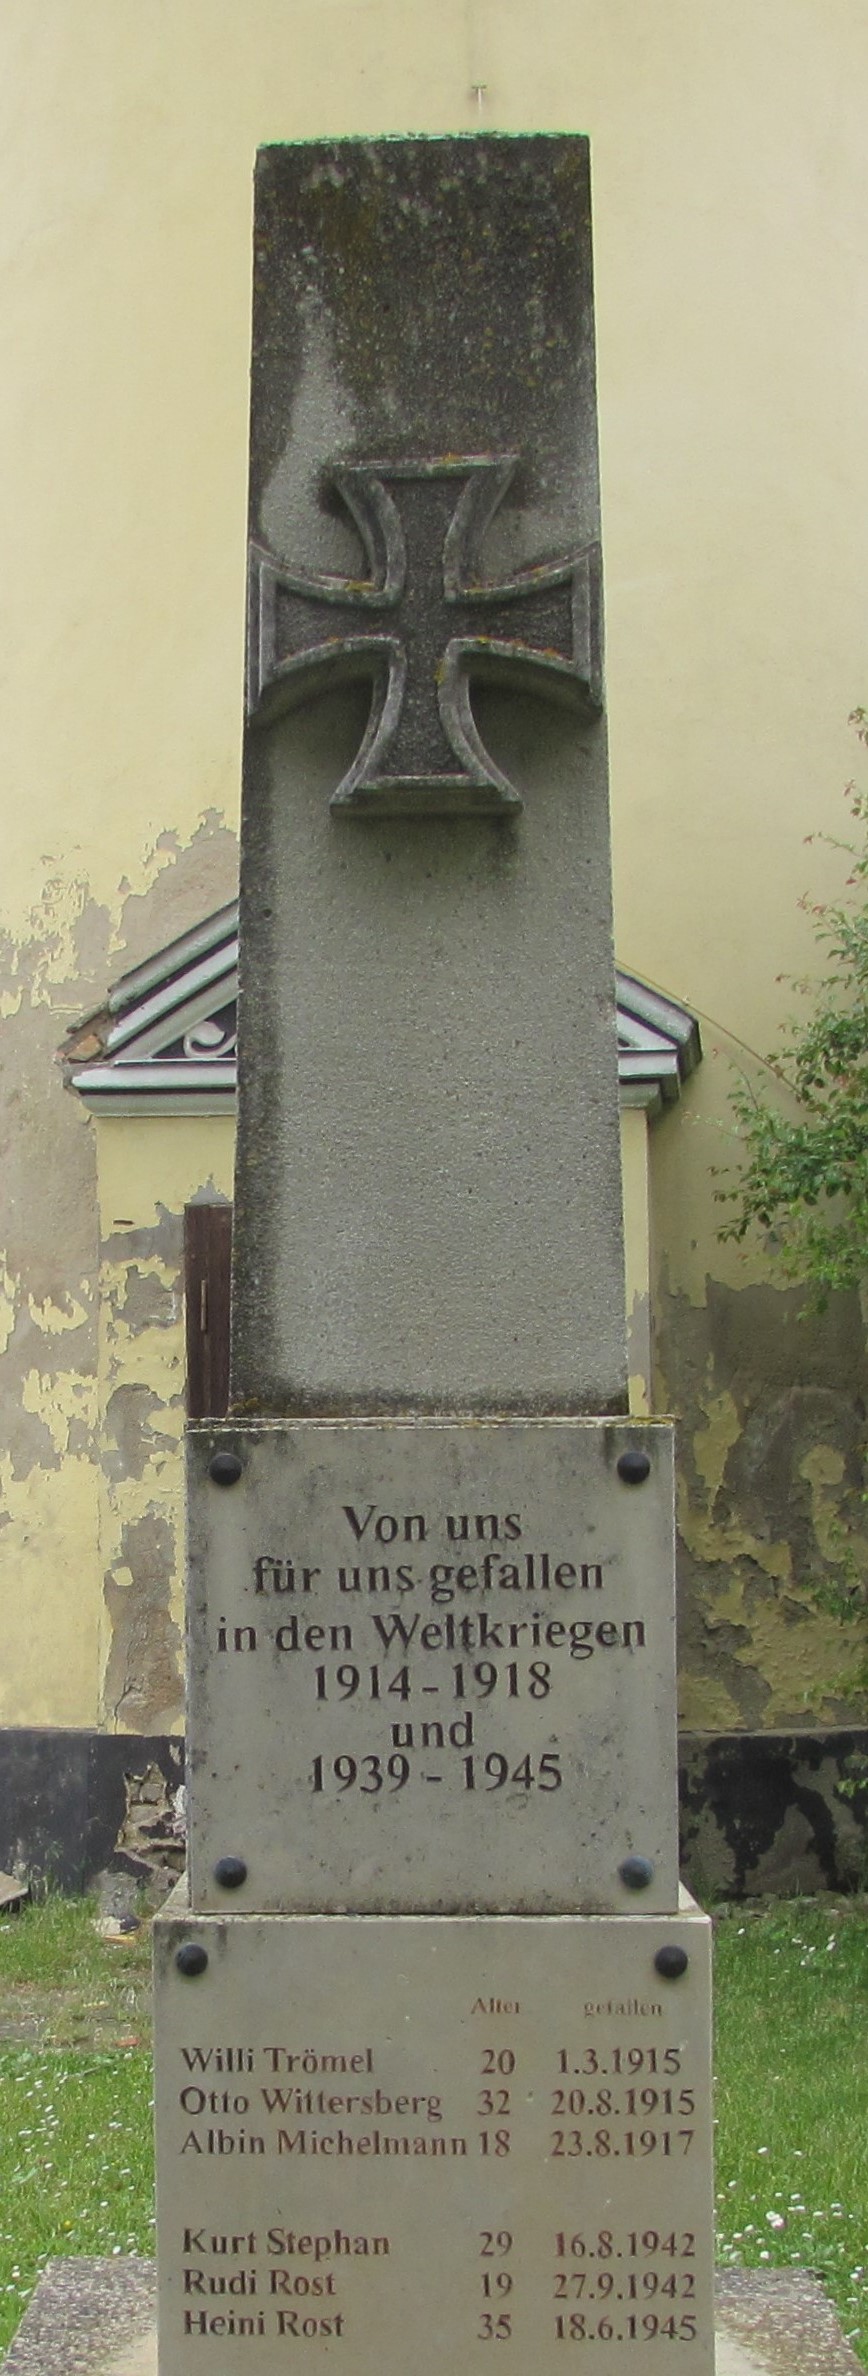 Von uns
für uns gefallen
in den Weltkriegen
1914 - 1918
und
1939 - 1945
Alter gefallen
Willi Trömel 20 1.3.1915
Otto Wittersberg 32 20.8.1915
Albin Michelmann 18 23.8.1917
Kurt Stephan 29 16.8.1942
Rudi Rost 19 27.9.1942
Heini Rost 35 18.6.1945